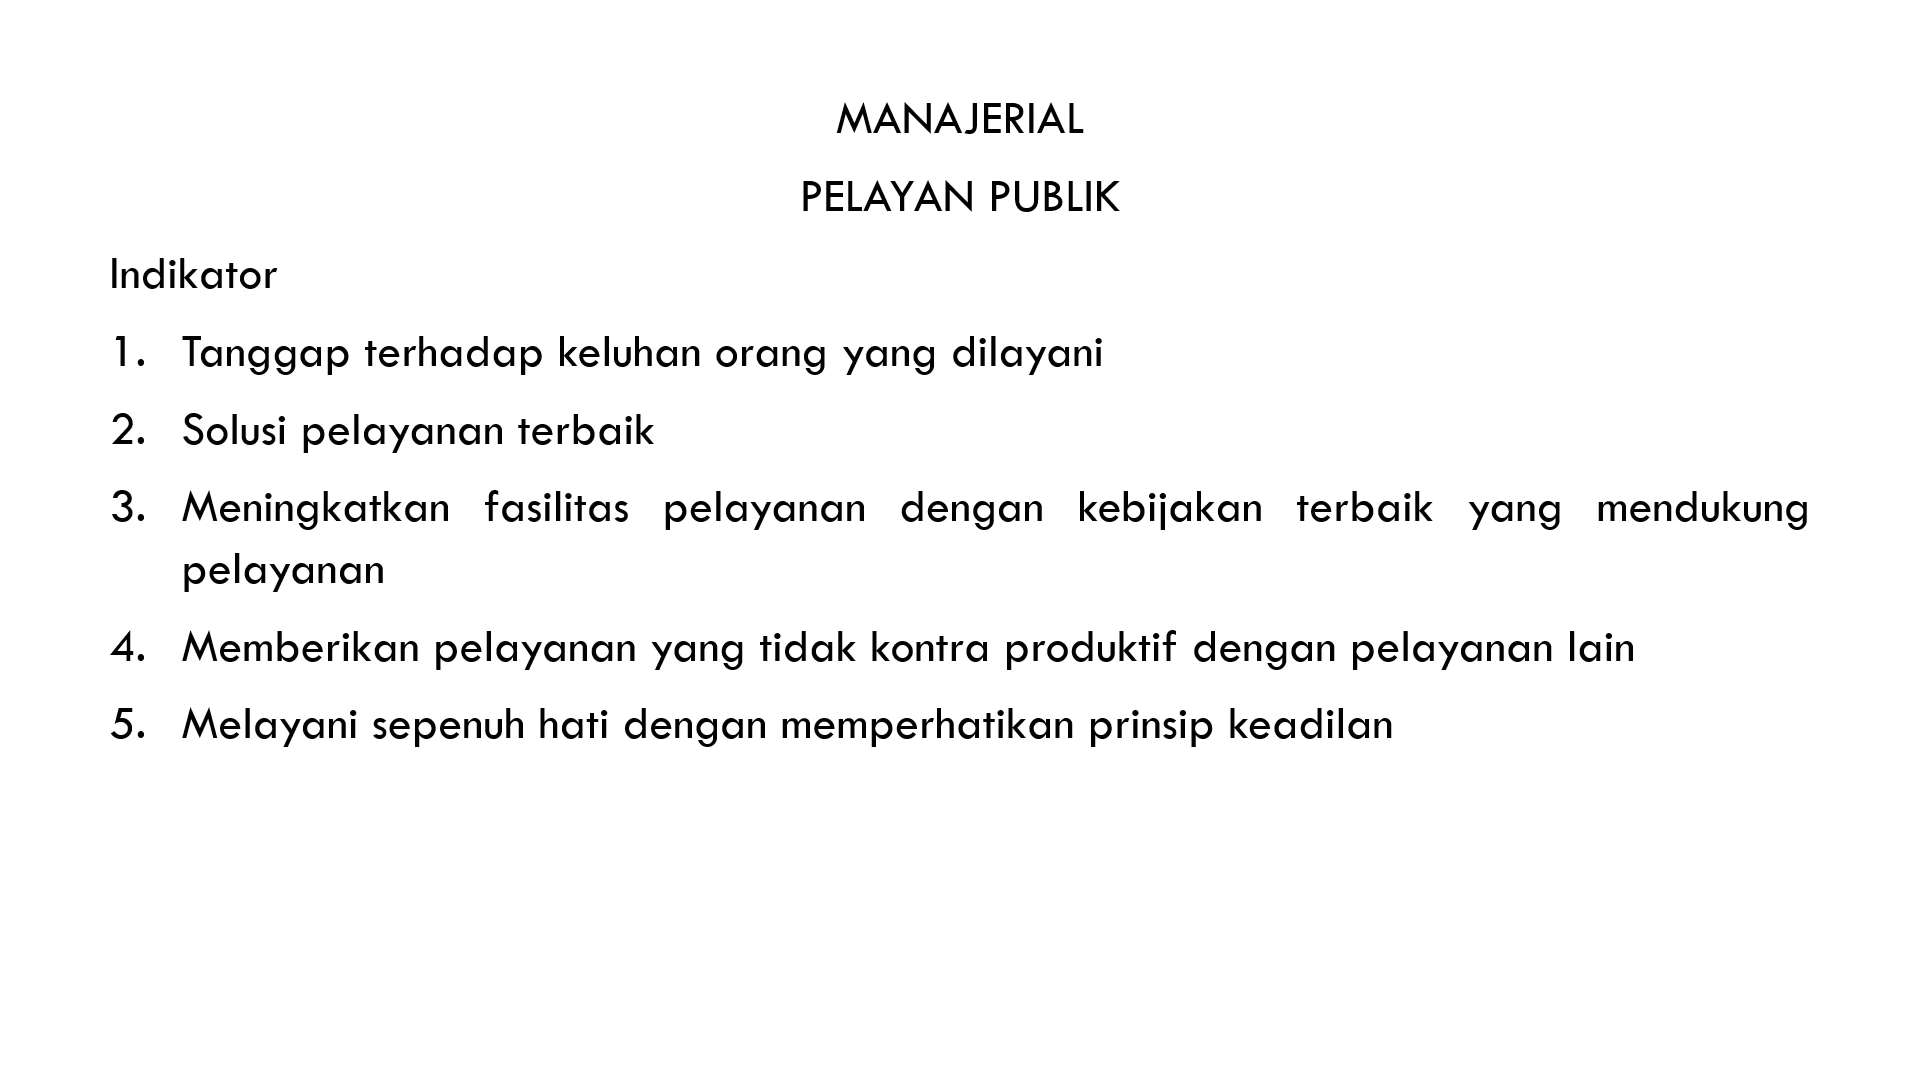 MANAJERIAL
PELAYAN PUBLIK
Indikator
1. Tanggap terhadap keluhan orang yang dilayani
2. Solusi pelayanan terbaik
3. Meningkatkan fasilitas pelayanan dengan kebijakan terbaik yang mendukung
pelayanan
4. Memberikan pelayanan yang tidak kontra produktif dengan pelayanan lain
5. Melayani sepenuh hati dengan memperhatikan prinsip keadilan